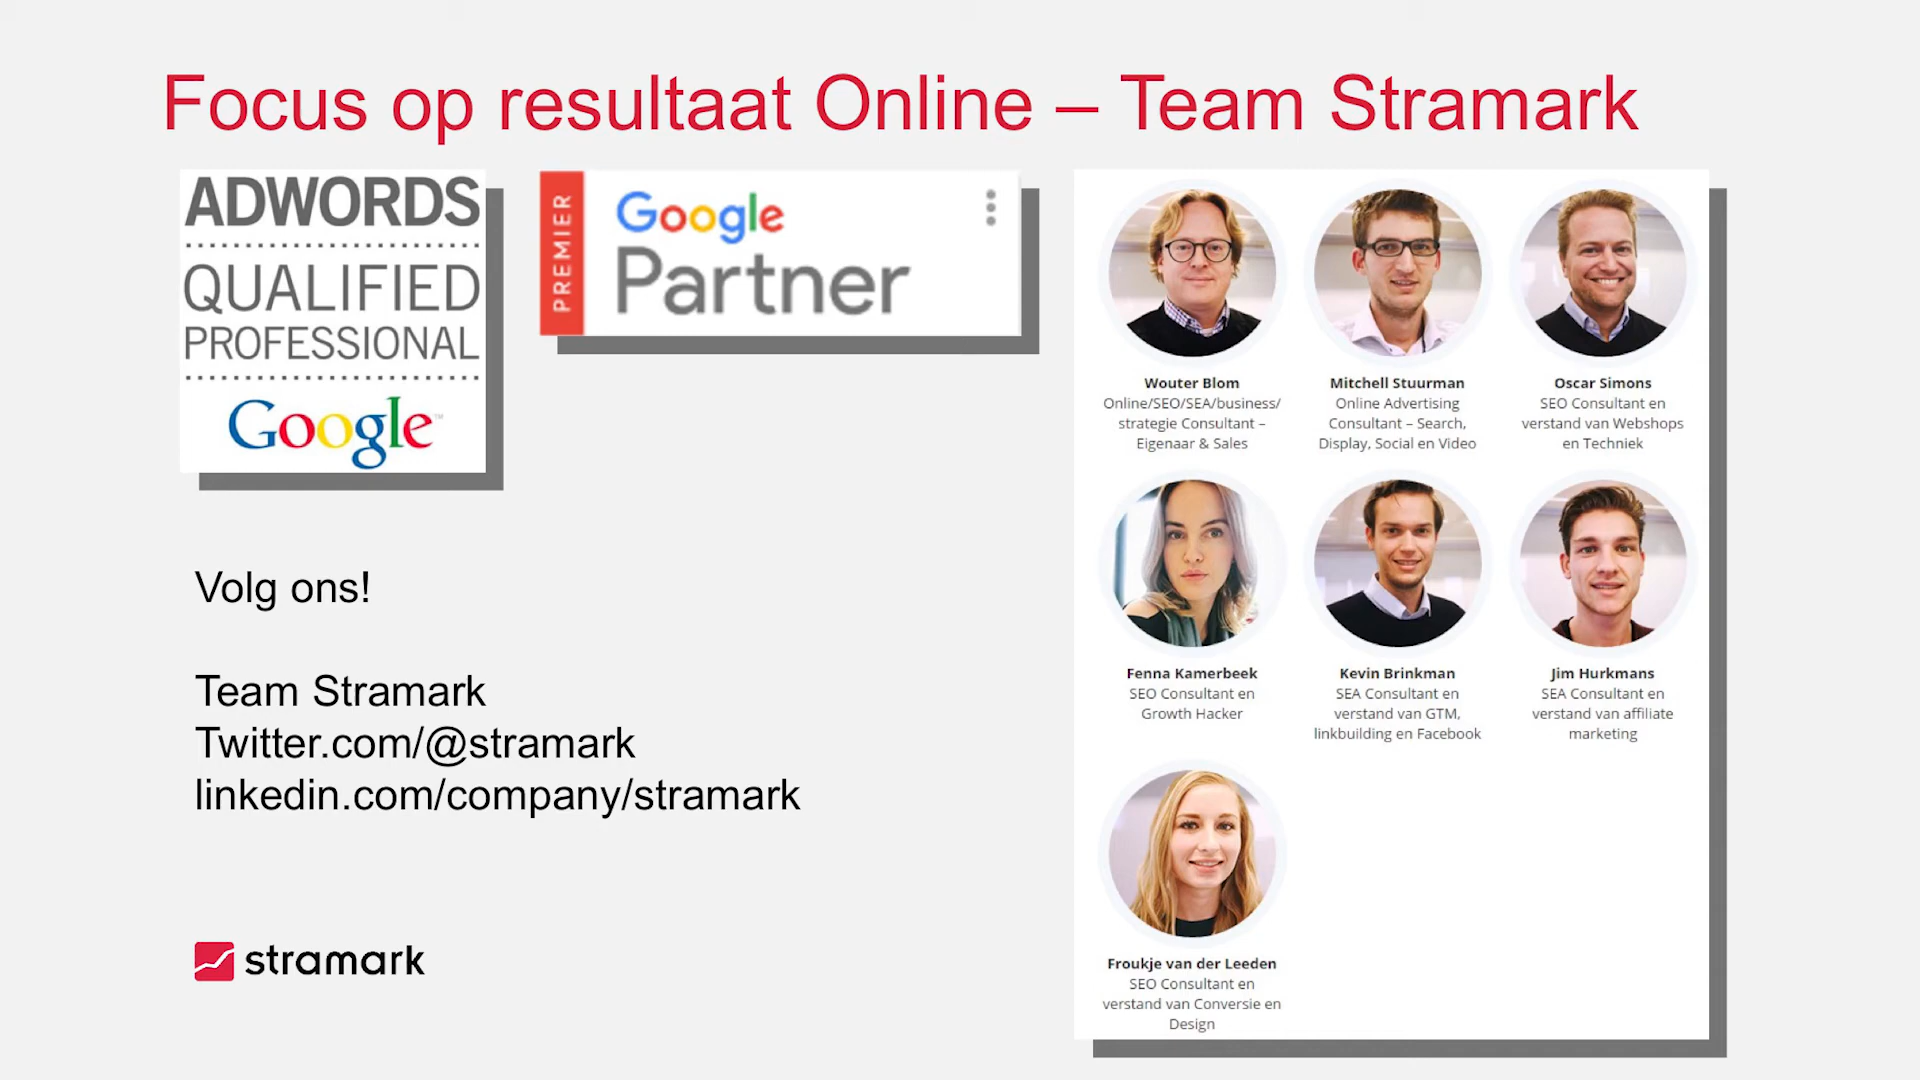 Focus op resultaat Online – Team Stramark
ADWORDS
QUALIFIED
PROFESSIONAL
Google™
PREMIER
Google
Partner
Volg ons!
Team Stramark
Twitter.com/@stramark
linkedin.com/company/stramark
stramark
Wouter Blom
Online/SEO/SEA/business/
strategie Consultant –
Eigenaar & Sales
Mitchell Stuurman
Online Advertising
Consultant – Search,
Display, Social en Video
Oscar Simons
SEO Consultant en
verstand van Webshops
en Techniek
Fenna Kamerbeek
SEO Consultant en
Growth Hacker
Kevin Brinkman
SEA Consultant en
verstand van GTM,
linkbuilding en Facebook
Jim Hurkmans
SEA Consultant en
verstand van affiliate
marketing
Froukje van der Leeden
SEO Consultant en
verstand van Conversie en
Design